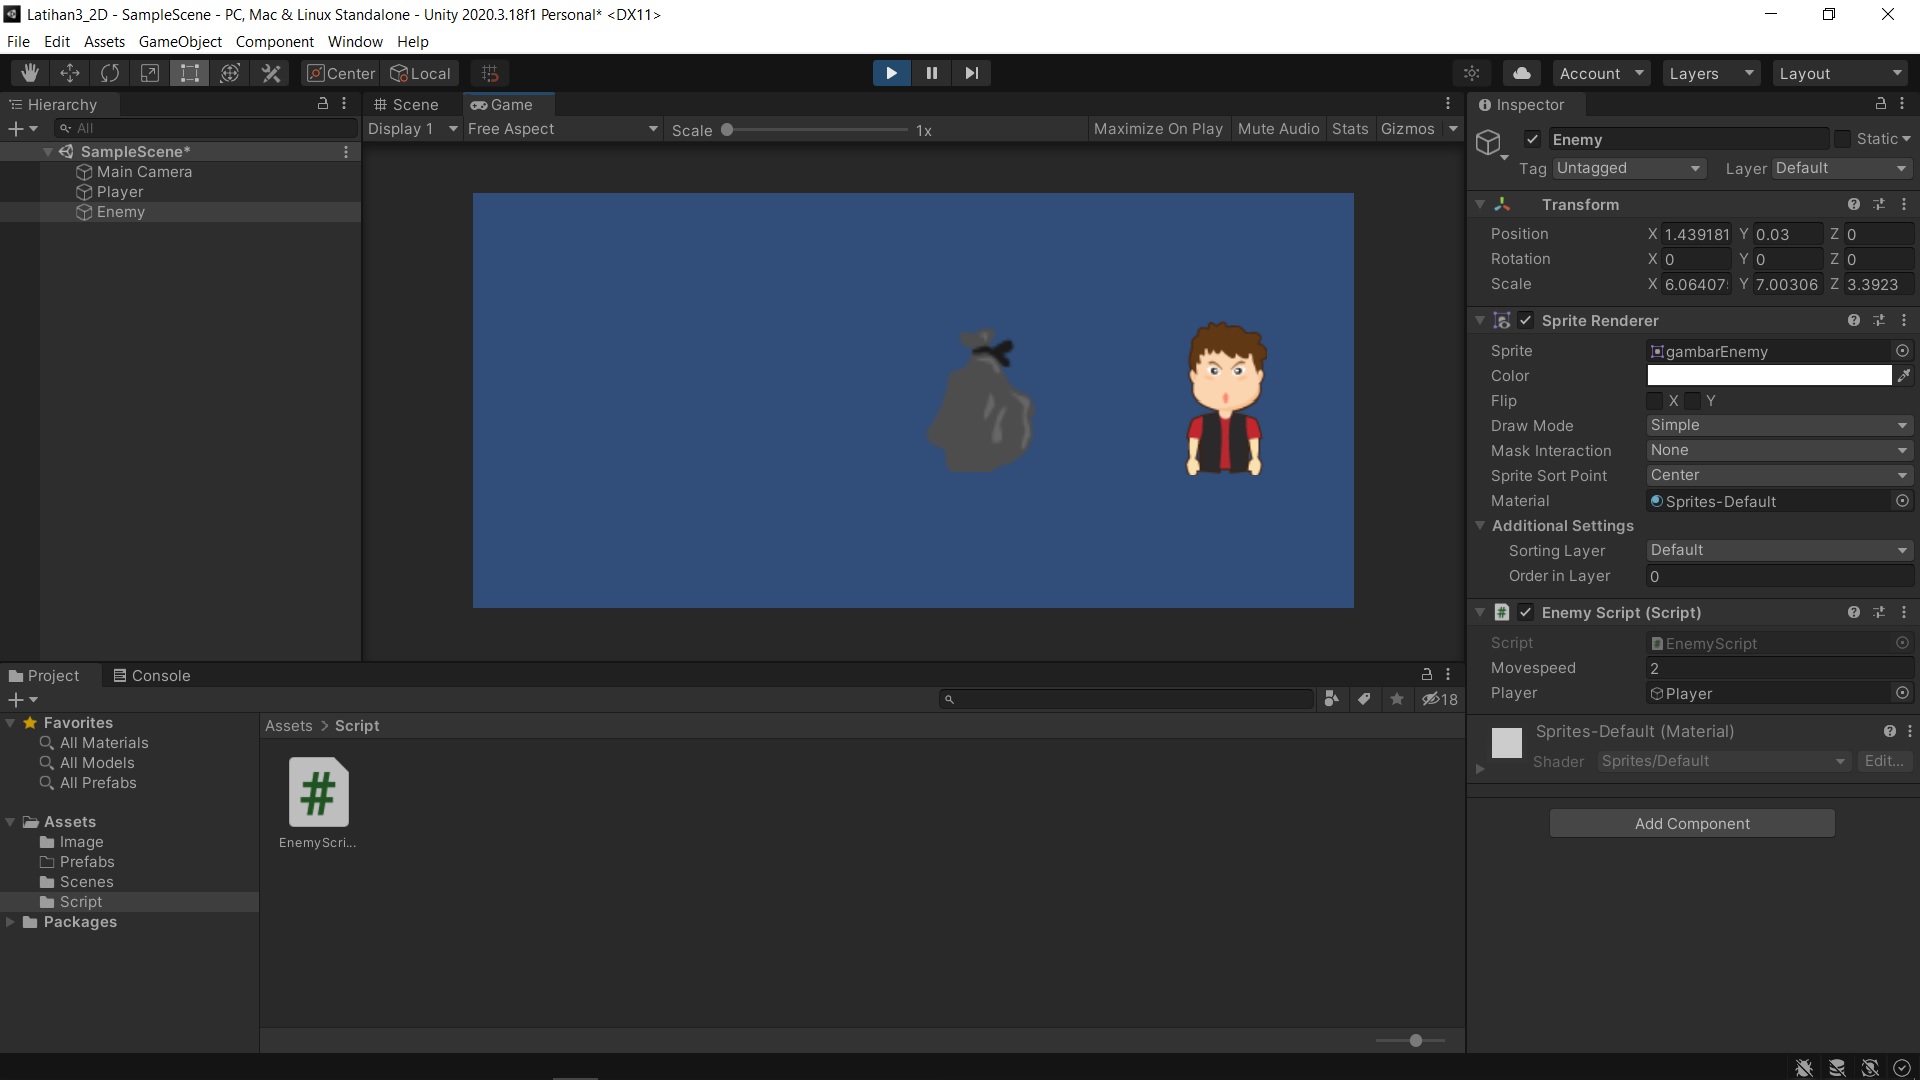 Latihan3_2D - SampleScene - PC, Mac & Linux Standalone - Unity 2020.3.18f1 Personal* <DX11>
File Edit Assets GameObject Component Window Help
Center Local Account Layers Layout
Hierarchy
All
SampleScene*
Main Camera
Player
Enemy
Scene Game
Display 1 Free Aspect Scale 1x Maximize On Play Mute Audio Stats Gizmos
Inspector
Enemy Static
Tag Untagged Layer Default
Transform
Position X 1.439181 Y 0.03 Z 0
Rotation X 0 Y 0 Z 0
Scale X 6.06407 Y 7.00306 Z 3.3923
Sprite Renderer
Sprite gambarEnemy
Color
Flip X Y
Draw Mode Simple
Mask Interaction None
Sprite Sort Point Center
Material Sprites-Default
Additional Settings
Sorting Layer Default
Order in Layer 0
# Enemy Script (Script)
Script EnemyScript
Movespeed 2
Player Player
Sprites-Default (Material)
Shader Sprites/Default Edit...
Add Component
Project Console
18
Favorites
All Materials
All Models
All Prefabs
Assets
Image
Prefabs
Scenes
Script
Packages
Assets > Script
#
EnemyScri...